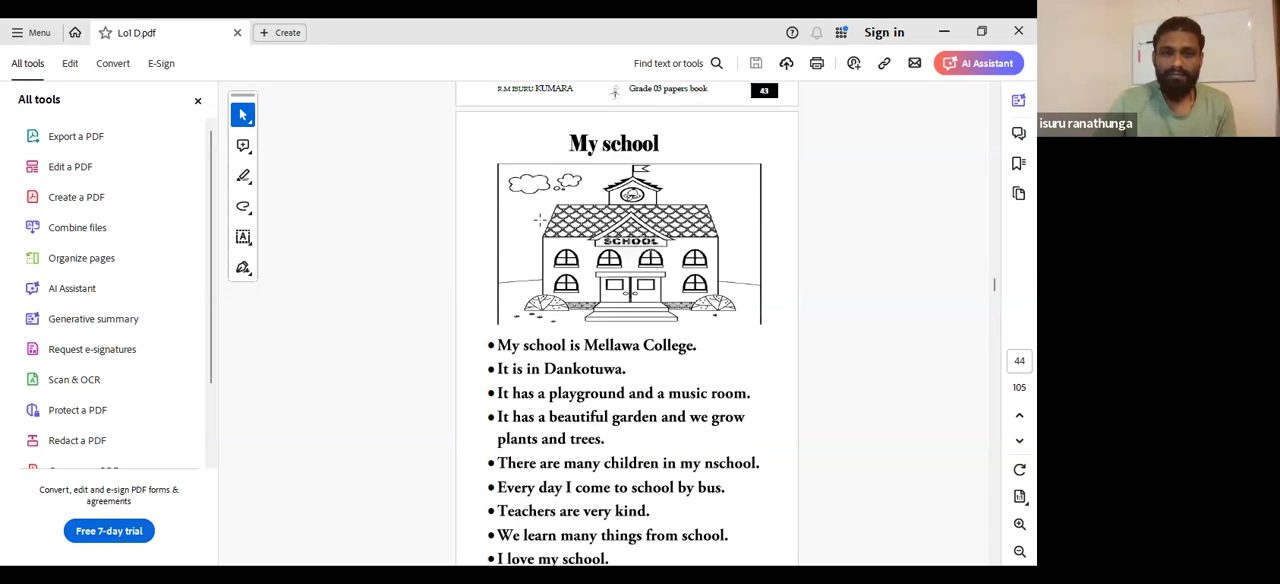 Menu
Lo1 D.pdf
Create
Sign in
All tools
Edit
Convert
E-Sign
Find text or tools
AI Assistant
All tools
Export a PDF
Edit a PDF
Create a PDF
Combine files
Organize pages
AI Assistant
Generative summary
Request e-signatures
Scan & OCR
Protect a PDF
Redact a PDF
Convert, edit and e-sign PDF forms &
agreements
Free 7-day trial
KUMARA
Grade 03 papers book
43
My school
SCHOOL
• My school is Mellawa College.
• It is in Dankotuwa.
• It has a playground and a music room.
• It has a beautiful garden and we grow
plants and trees.
• There are many children in my nschool.
• Every day I come to school by bus.
• Teachers are very kind.
• We learn many things from school.
• I love my school.
44
105
isuru ranathunga